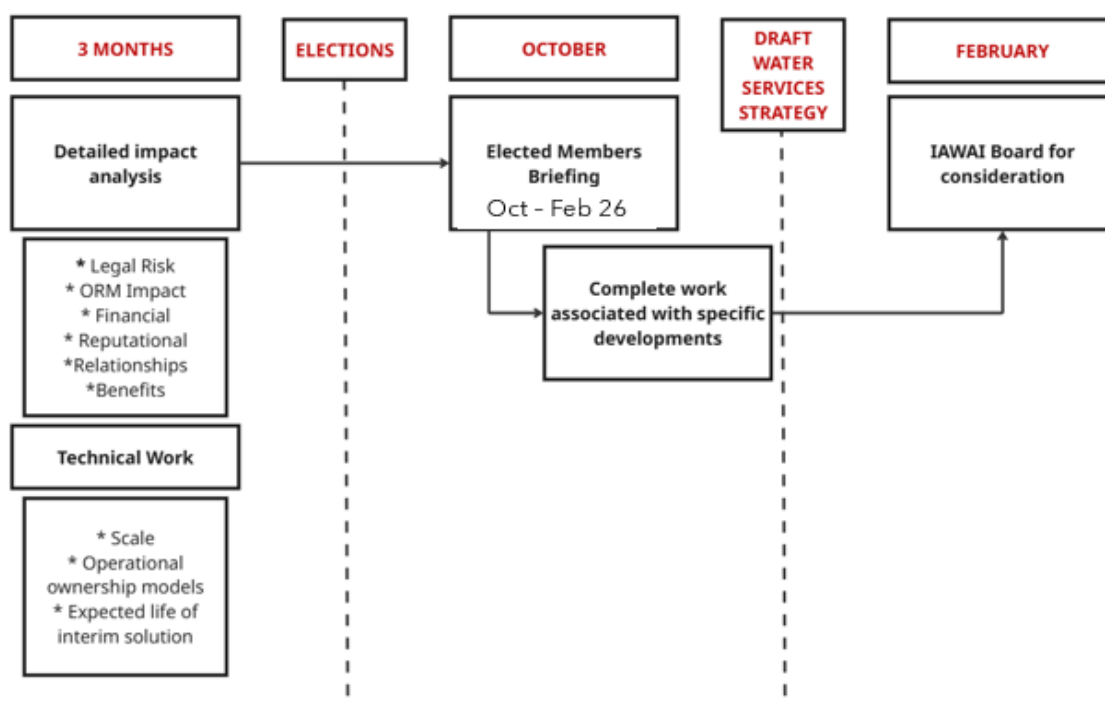 3 MONTHS
ELECTIONS
OCTOBER
DRAFT
WATER
SERVICES
STRATEGY
FEBRUARY
Detailed impact
analysis
Elected Members
Briefing
Oct - Feb 26
IAWAI Board for
consideration
* Legal Risk
* ORM Impact
* Financial
* Reputational
*Relationships
*Benefits
Complete work
associated with specific
developments
Technical Work
* Scale
* Operational
ownership models
* Expected life of
interim solution